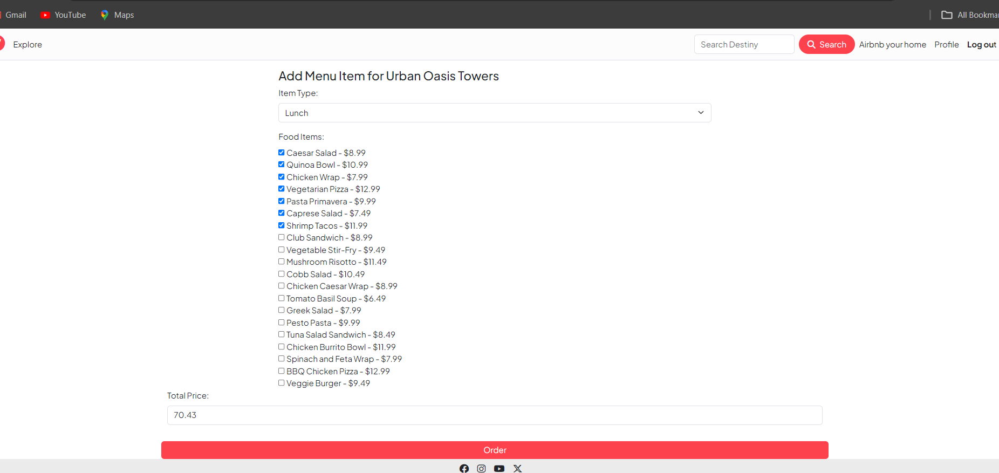 Gmail YouTube Maps All Bookma
Explore Search Destiny Search Airbnb your home Profile Log out
Add Menu Item for Urban Oasis Towers
Item Type:
Lunch
Food Items:
Caesar Salad - $8.99
Quinoa Bowl - $10.99
Chicken Wrap - $7.99
Vegetarian Pizza - $12.99
Pasta Primavera - $9.99
Caprese Salad - $7.49
Shrimp Tacos - $11.99
Club Sandwich - $8.99
Vegetable Stir-Fry - $9.49
Mushroom Risotto - $11.49
Cobb Salad - $10.49
Chicken Caesar Wrap - $8.99
Tomato Basil Soup - $6.49
Greek Salad - $7.99
Pesto Pasta - $9.99
Tuna Salad Sandwich - $8.49
Chicken Burrito Bowl - $11.99
Spinach and Feta Wrap - $7.99
BBQ Chicken Pizza - $12.99
Veggie Burger - $9.49
Total Price:
70.43
Order